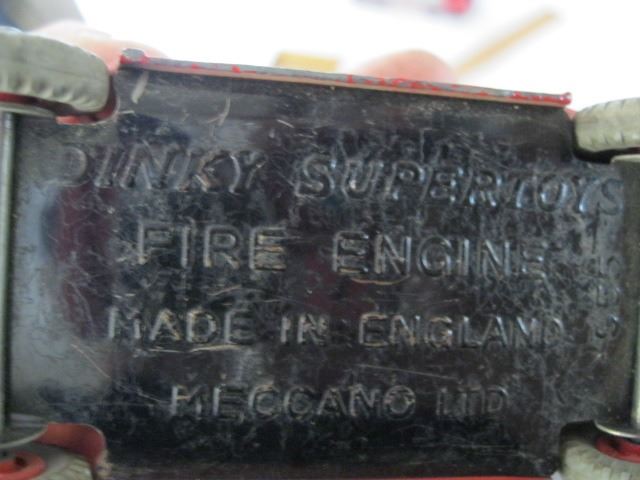 DINKY SUPERTOYS
FIRE ENGINE
MADE IN ENGLAND
MECCANO LTD